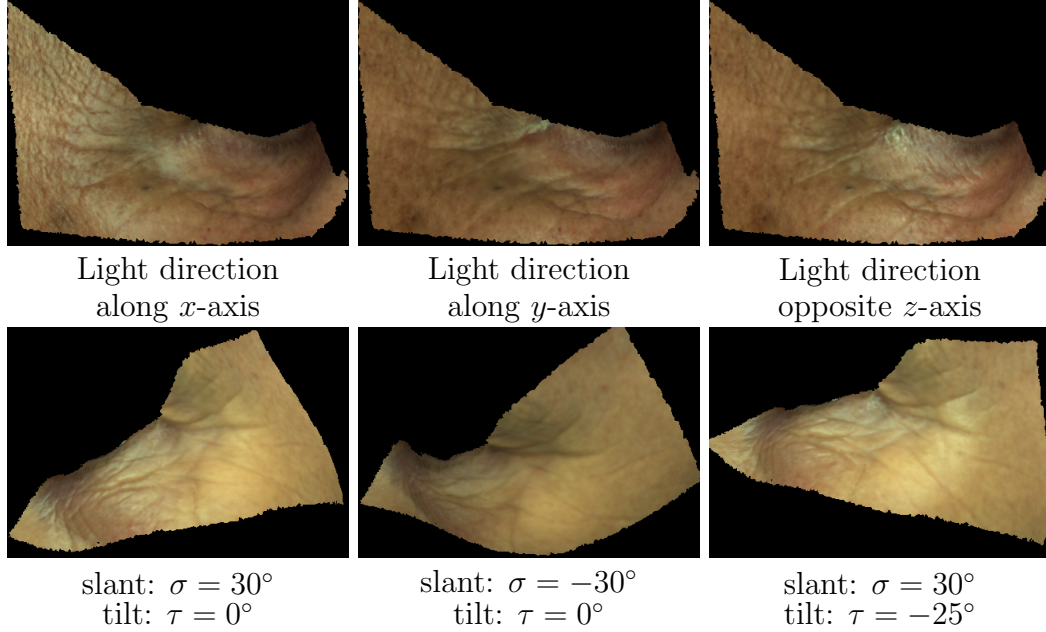 Light direction
along x-axis
Light direction
along y-axis
Light direction
opposite z-axis
slant: σ = 30°
tilt: τ = 0°
slant: σ = −30°
tilt: τ = 0°
slant: σ = 30°
tilt: τ = −25°